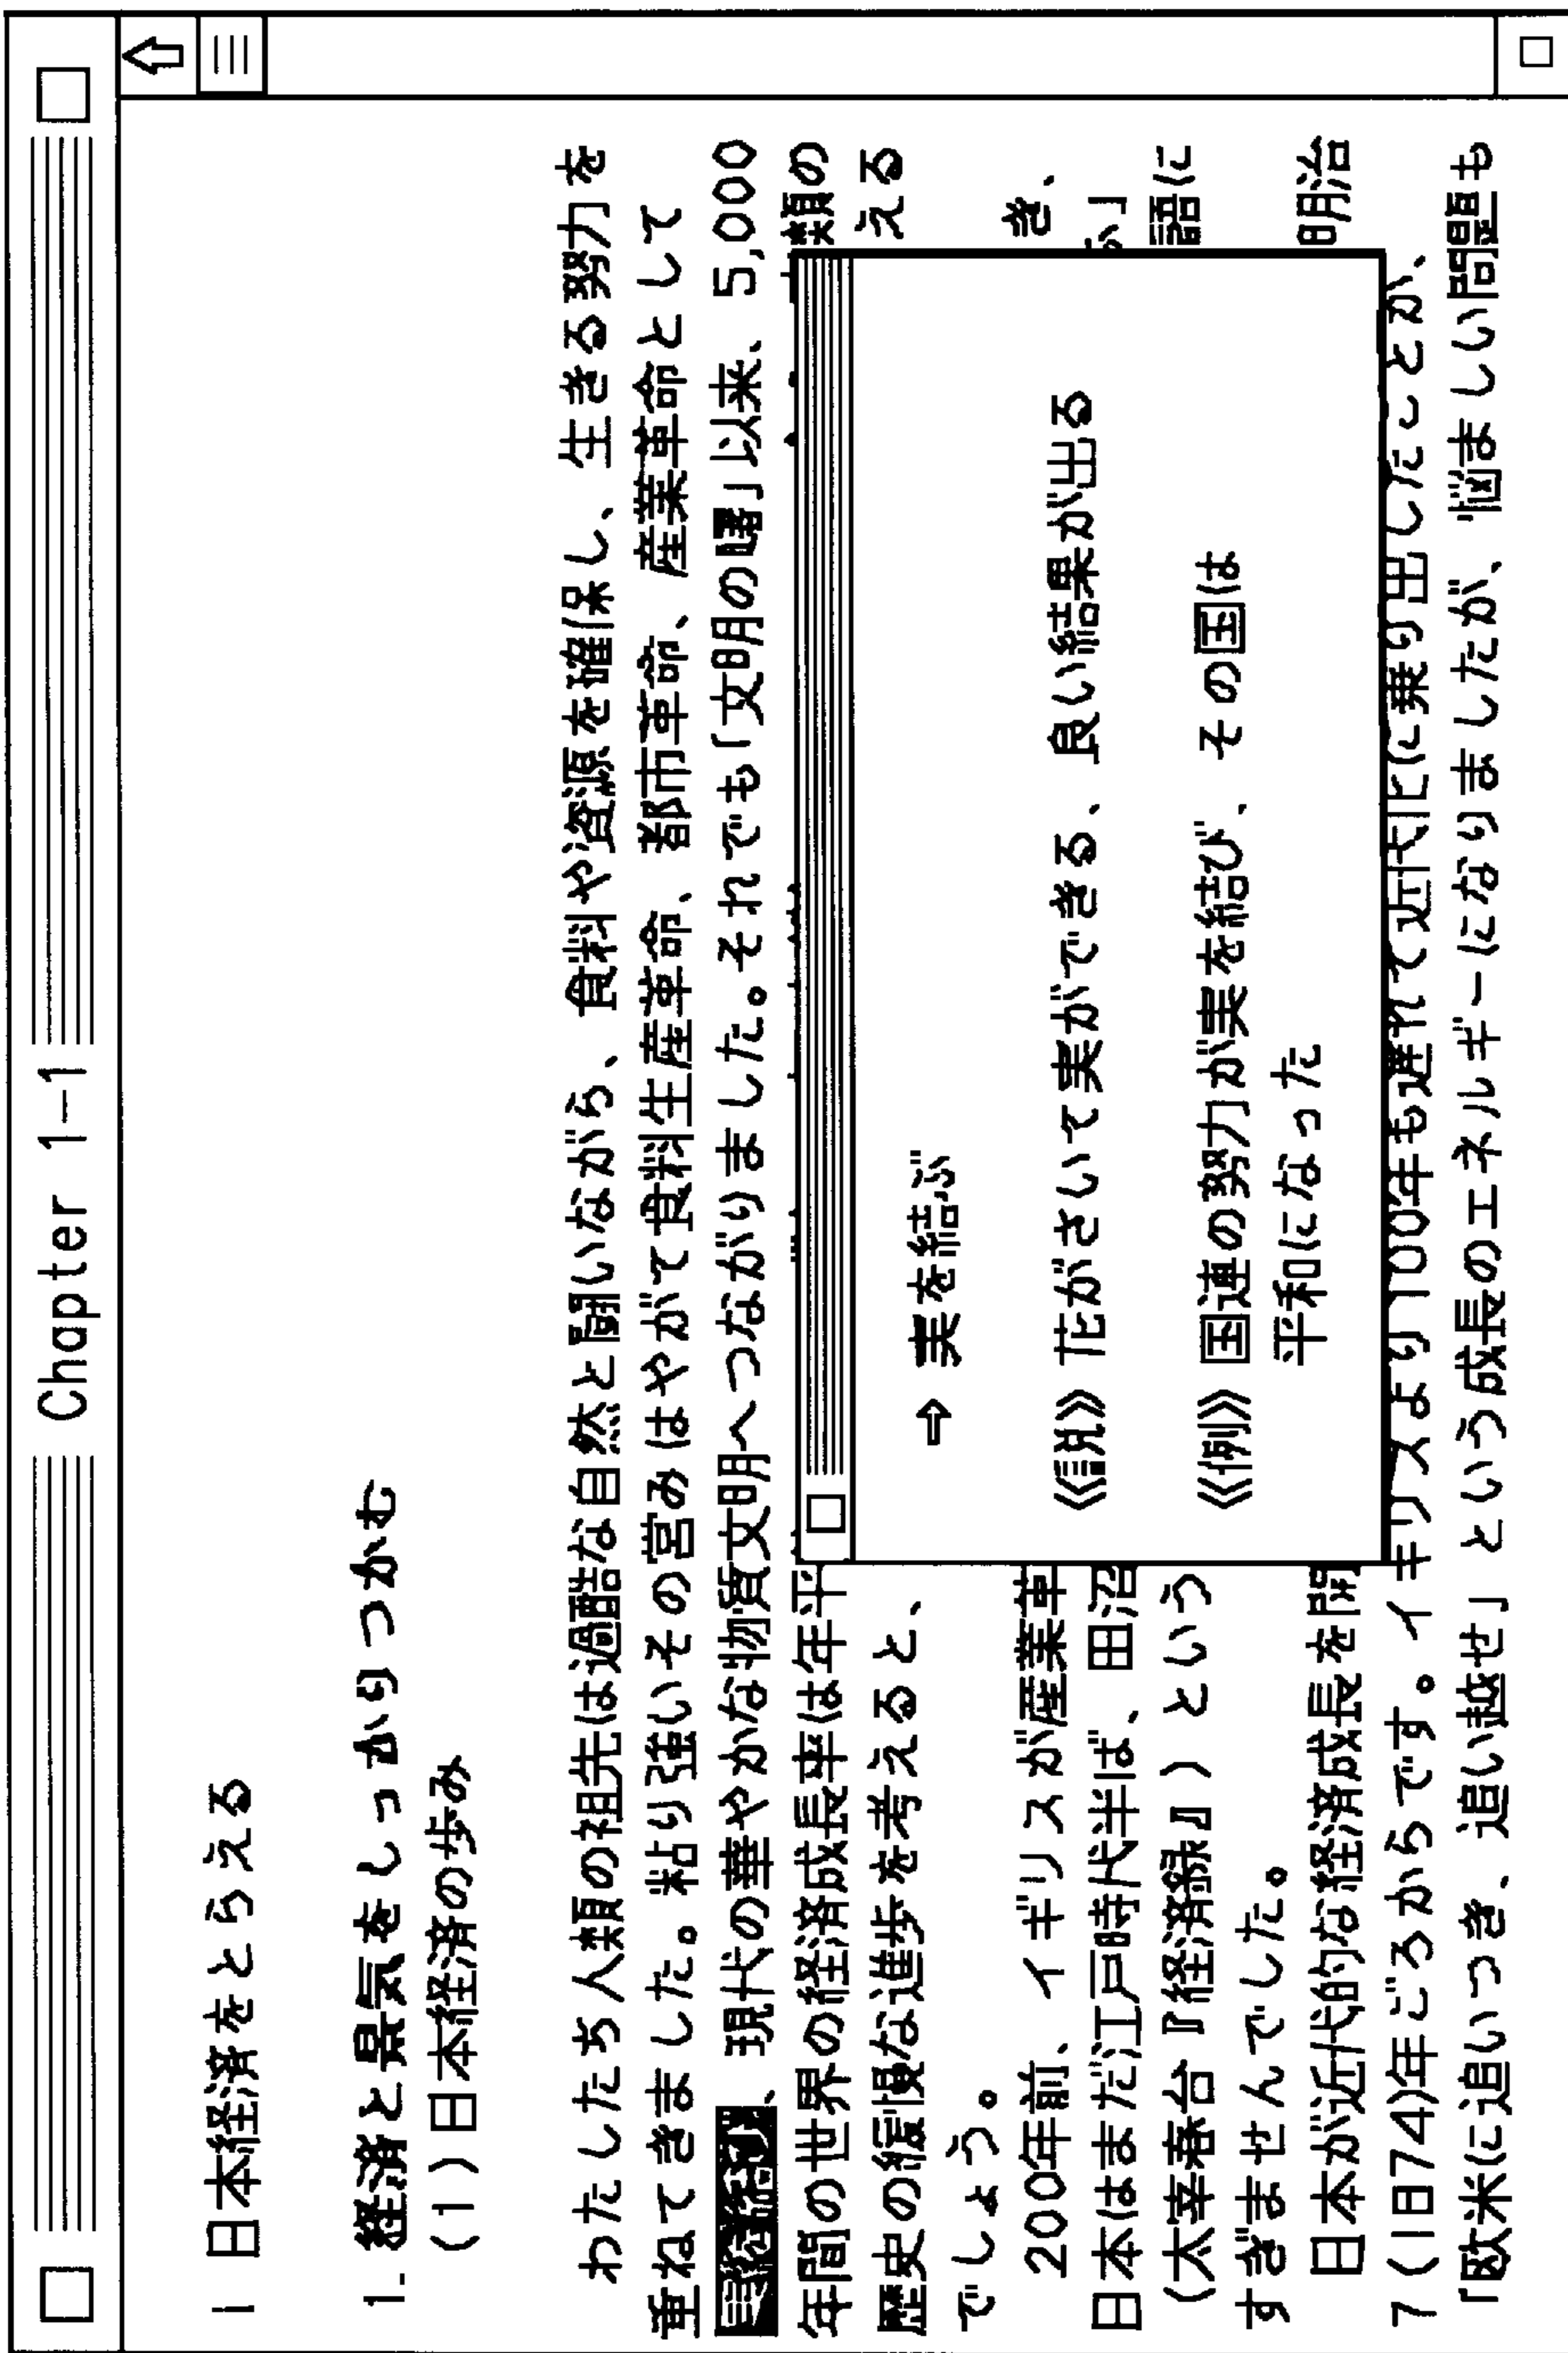 Chapter 1-1
1 日本経済をとらえる
1. 経済と景気をしっかりつかむ
(1) 日本経済の歩み
わたしたち人類の祖先は過酷な自然と闘いながら、食料や資源を確保し、生きる努力を
重ねてきました。粘り強いその営みはやがて食料生産革命、都市革命、産業革命として
、現代の華やかな物質文明へつながりました。それでも「文明の曙」以来、5,000
年間の世界の経済成長率は年平 類の
歴史の緩慢な進歩を考えると、 える
でしょう。
200年前、イギリスが産業革 き、
日本はまだ江戸時代半ば、田沼 か」
(太宰春台『経済録』) という 語に
すぎませんでした。
日本が近代的な経済成長を開 明治
7(1874)年ごろからです。イギリスより100年も遅れて近代化に乗り出したことが、
「欧米に追いつき、追い越せ」という成長のエネルギーになりましたが、悩ましい問題も
⇨ 実を結ぶ
《説》 花がさいて実ができる、良い結果が出る
《例》 国連の努力が実を結び、その国は
平和になった